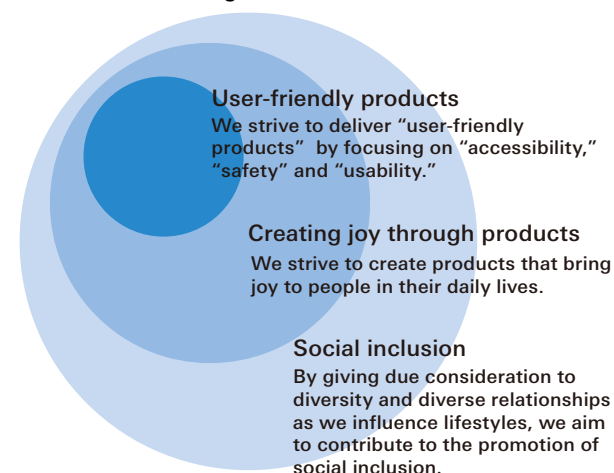 User-friendly products
We strive to deliver “user-friendly
products” by focusing on “accessibility,”
“safety” and “usability.”
Creating joy through products
We strive to create products that bring
joy to people in their daily lives.
Social inclusion
By giving due consideration to
diversity and diverse relationships
as we influence lifestyles, we aim
to contribute to the promotion of
social inclusion.